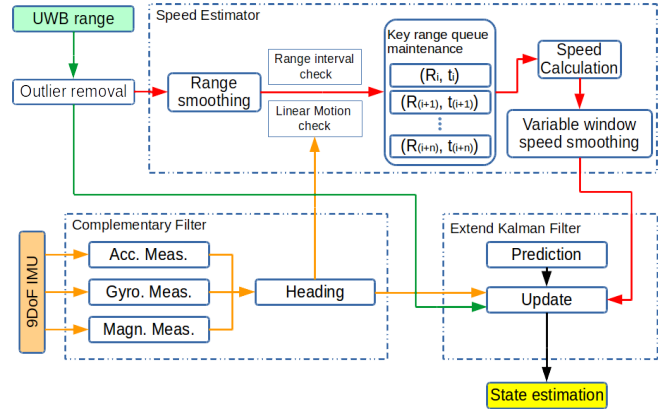 UWB range
Speed Estimator
Outlier removal
Range
smoothing
Range interval
check
Linear Motion
check
Key range queue
maintenance
(Ri, ti)
(R(i+1), t(i+1))
⋮
(R(i+n), t(i+n))
Speed
Calculation
Variable window
speed smoothing
Complementary Filter
9DoF IMU
Acc. Meas.
Gyro. Meas.
Magn. Meas.
Heading
Extend Kalman Filter
Prediction
Update
State estimation